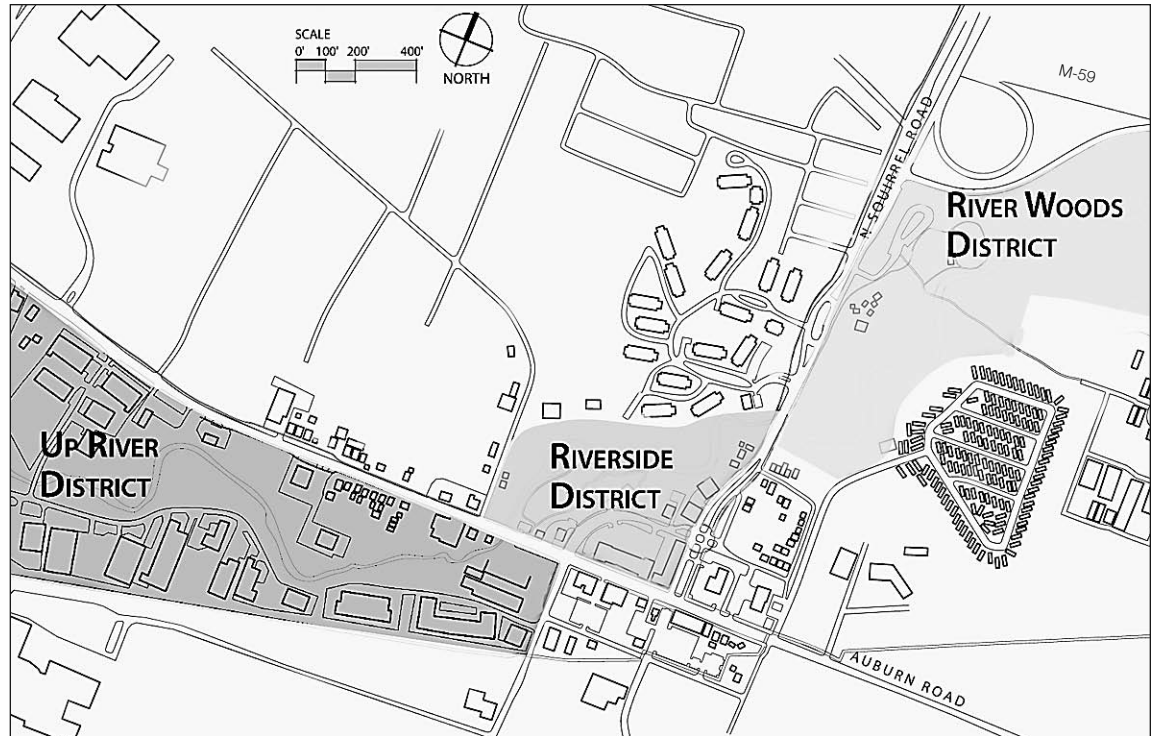 SCALE
0' 100' 200' 400'
NORTH
M-59
N SQUIRREL ROAD
RIVER WOODS
DISTRICT
UP RIVER
DISTRICT
RIVERSIDE
DISTRICT
AUBURN ROAD